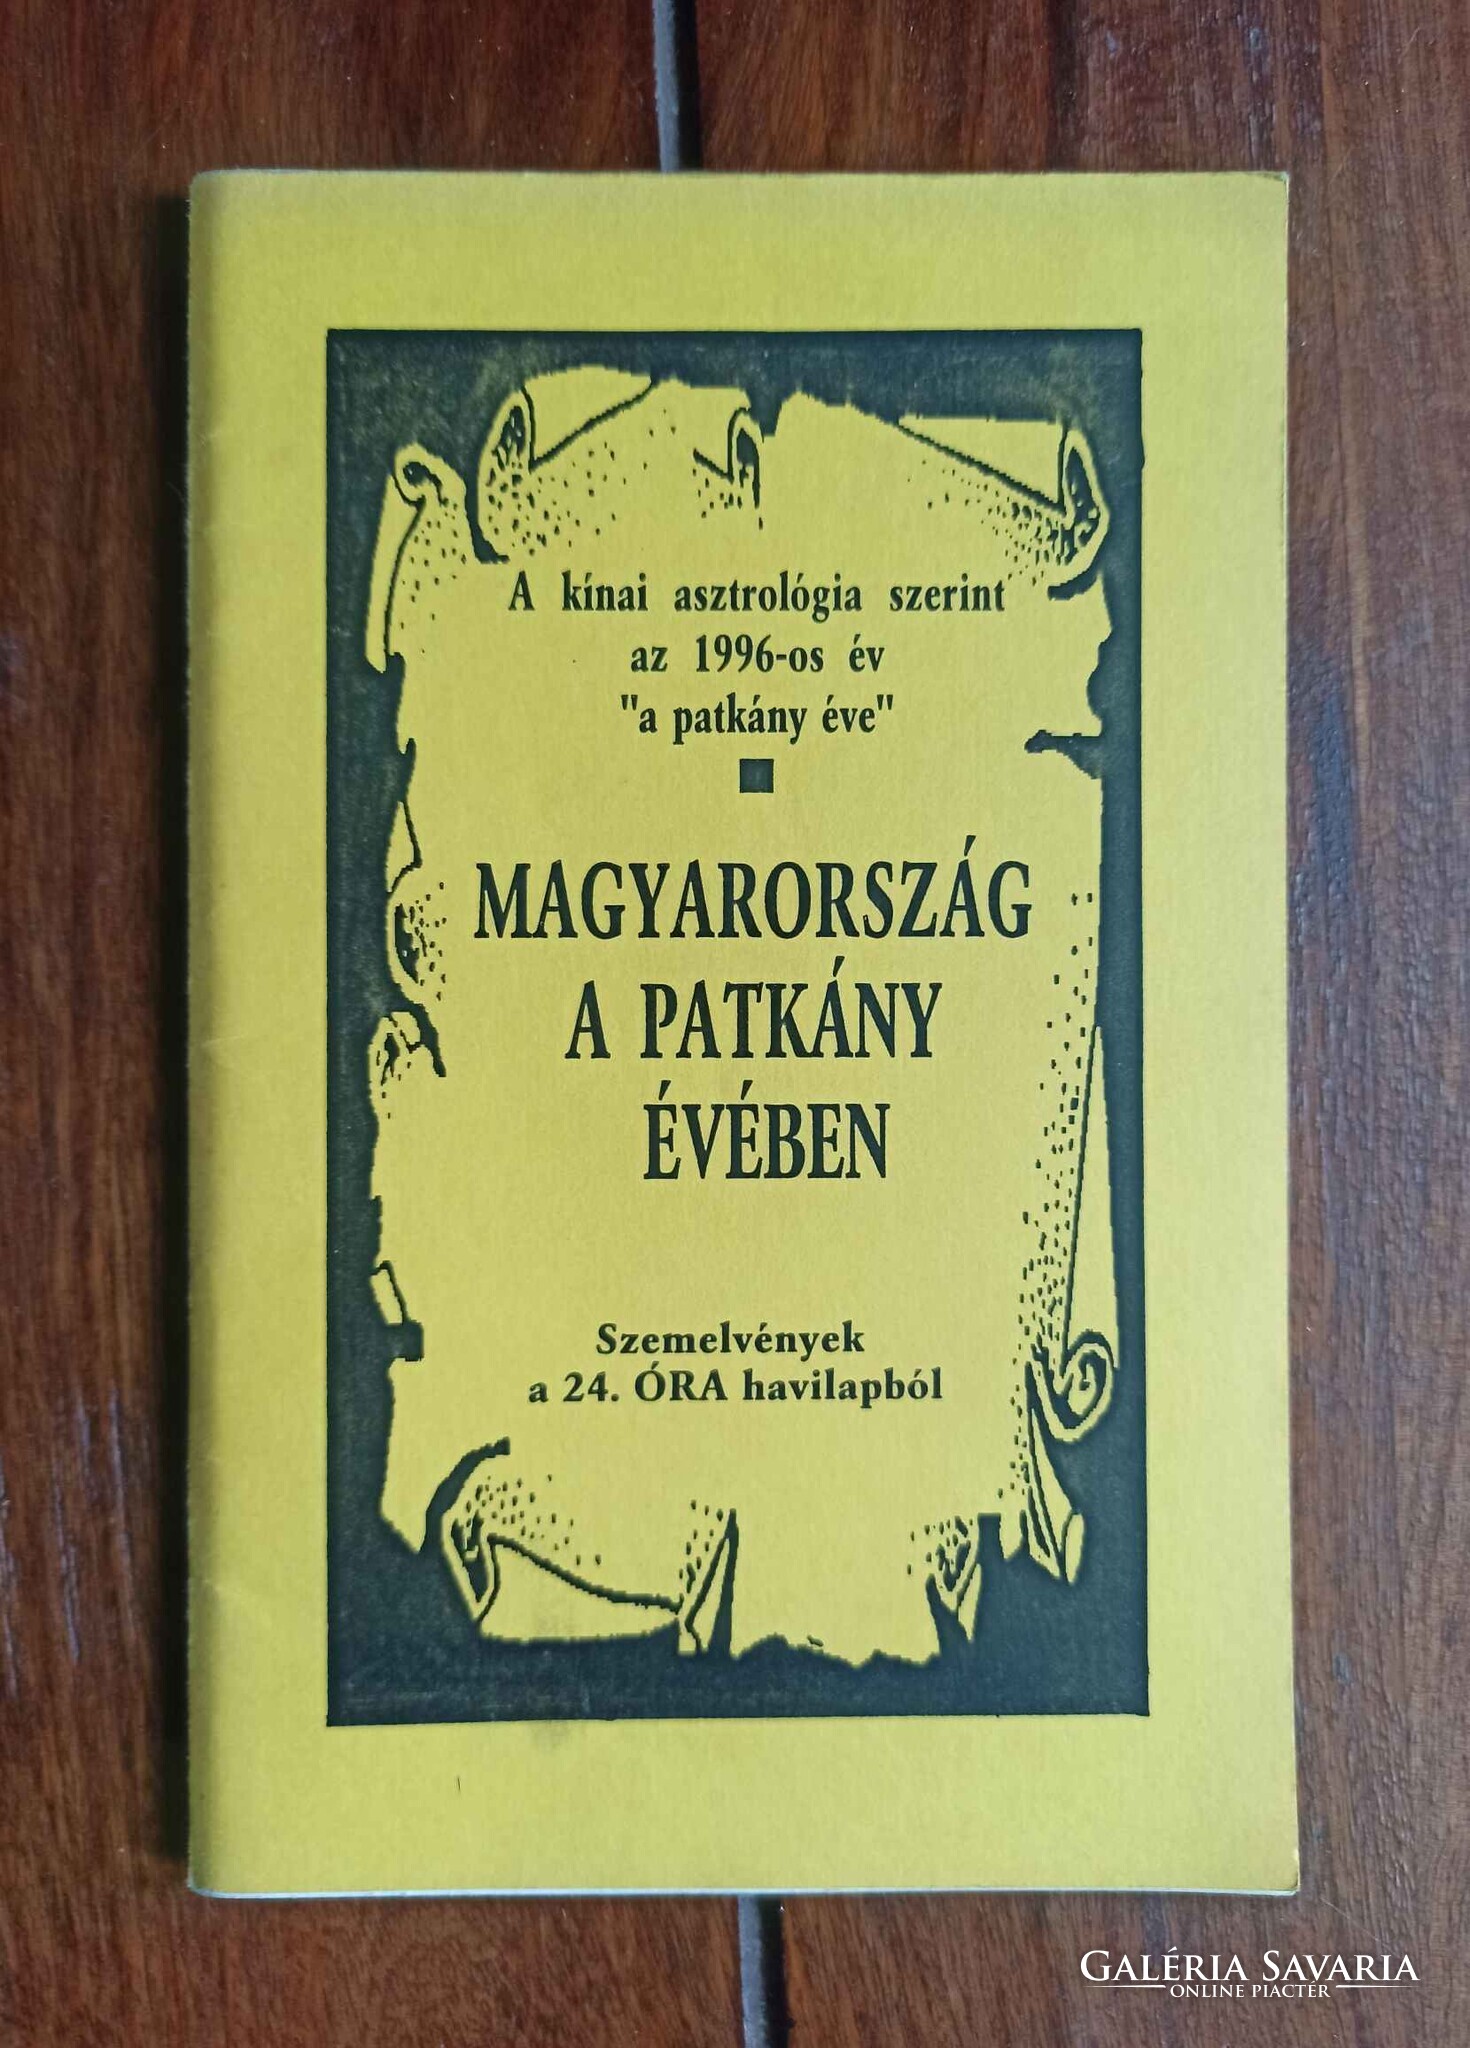 A kínai asztrológia szerint
az 1996-os év
"a patkány éve"
MAGYARORSZÁG
A PATKÁNY
ÉVÉBEN
Szemelvények
a 24. ÓRA havilapból
GALÉRIA SAVARIA
ONLINE PIACTÉR